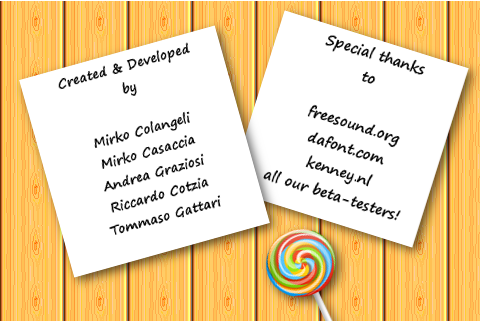 Created & Developed
by
Mirko Colangeli
Mirko Casaccia
Andrea Graziosi
Riccardo Cotzia
Tommaso Gattari
Special thanks
to
freesound.org
dafont.com
kenney.nl
all our beta-testers!